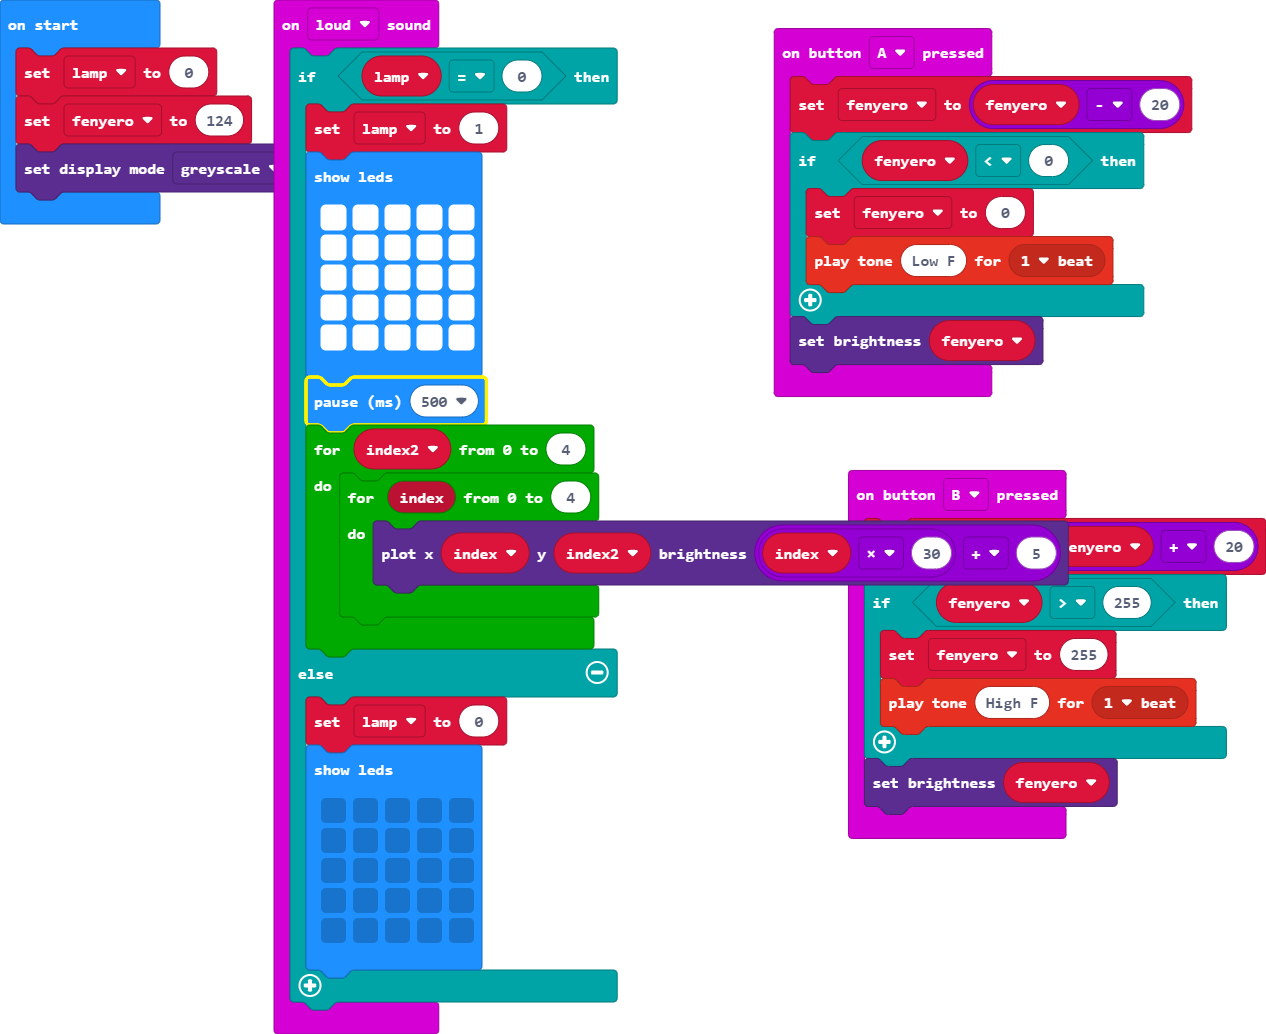 on start
set lamp to 0
set fenyero to 124
set display mode greyscale
on loud sound
if lamp = 0 then
set lamp to 1
show leds
pause (ms) 500
for index2 from 0 to 4
do
for index from 0 to 4
do
plot x index y index2 brightness index × 30 + 5
else
set lamp to 0
show leds
on button A pressed
set fenyero to fenyero - 20
if fenyero < 0 then
set fenyero to 0
play tone Low F for 1 beat
set brightness fenyero
on button B pressed
+ 20
if fenyero > 255 then
set fenyero to 255
play tone High F for 1 beat
set brightness fenyero